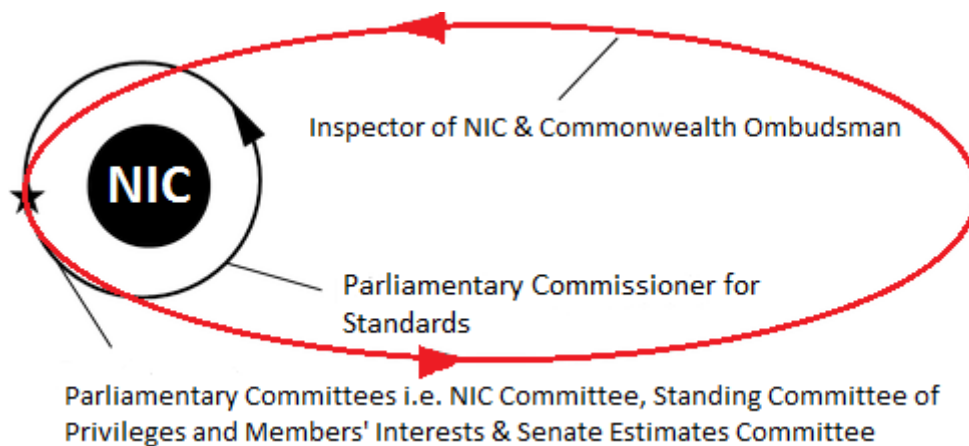 Inspector of NIC & Commonwealth Ombudsman
NIC
Parliamentary Commissioner for
Standards
Parliamentary Committees i.e. NIC Committee, Standing Committee of
Privileges and Members' Interests & Senate Estimates Committee